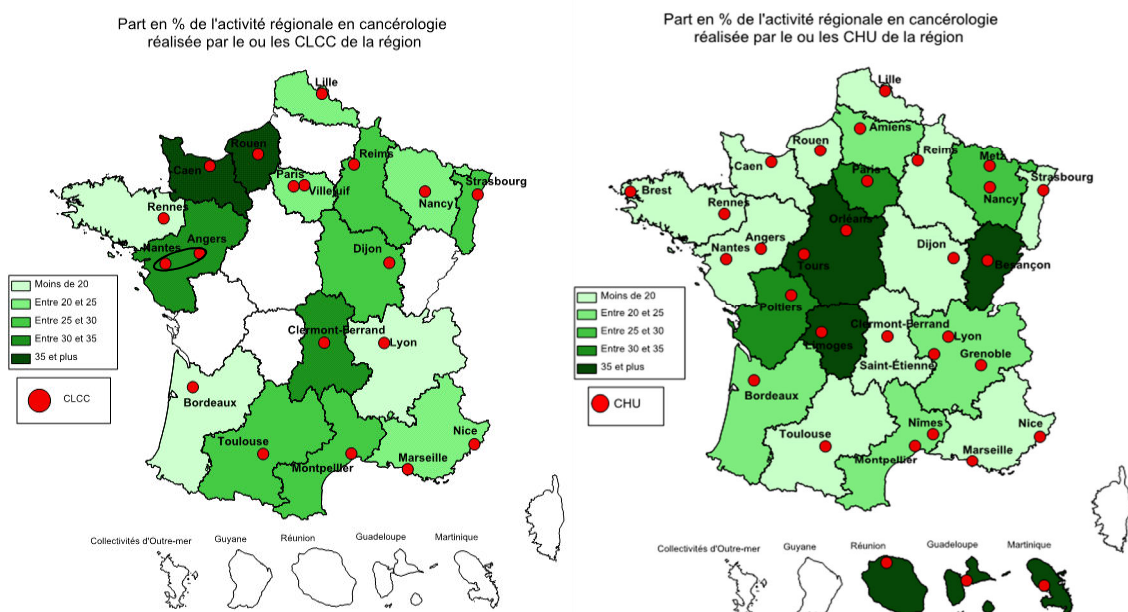 Part en % de l'activité régionale en cancérologie
réalisée par le ou les CLCC de la région
Lille
Rouen
Caen
Reims
Paris
Villejuif
Strasbourg
Nancy
Rennes
Angers
Nantes
Dijon
Moins de 20
Entre 20 et 25
Entre 25 et 30
Entre 30 et 35
35 et plus
CLCC
Clermont-Ferrand
Lyon
Bordeaux
Toulouse
Montpellier
Nice
Marseille
Collectivités d'Outre-mer
Guyane
Réunion
Guadeloupe
Martinique
Part en % de l'activité régionale en cancérologie
réalisée par le ou les CHU de la région
Lille
Amiens
Rouen
Caen
Reims
Metz
Paris
Strasbourg
Nancy
Brest
Rennes
Orléans
Angers
Nantes
Dijon
Tours
Besançon
Poitiers
Moins de 20
Entre 20 et 25
Entre 25 et 30
Entre 30 et 35
35 et plus
CHU
Clermont-Ferrand
Lyon
Limoges
Grenoble
Saint-Étienne
Bordeaux
Nîmes
Toulouse
Nice
Montpellier
Marseille
Collectivités d'Outre-mer
Guyane
Réunion
Guadeloupe
Martinique